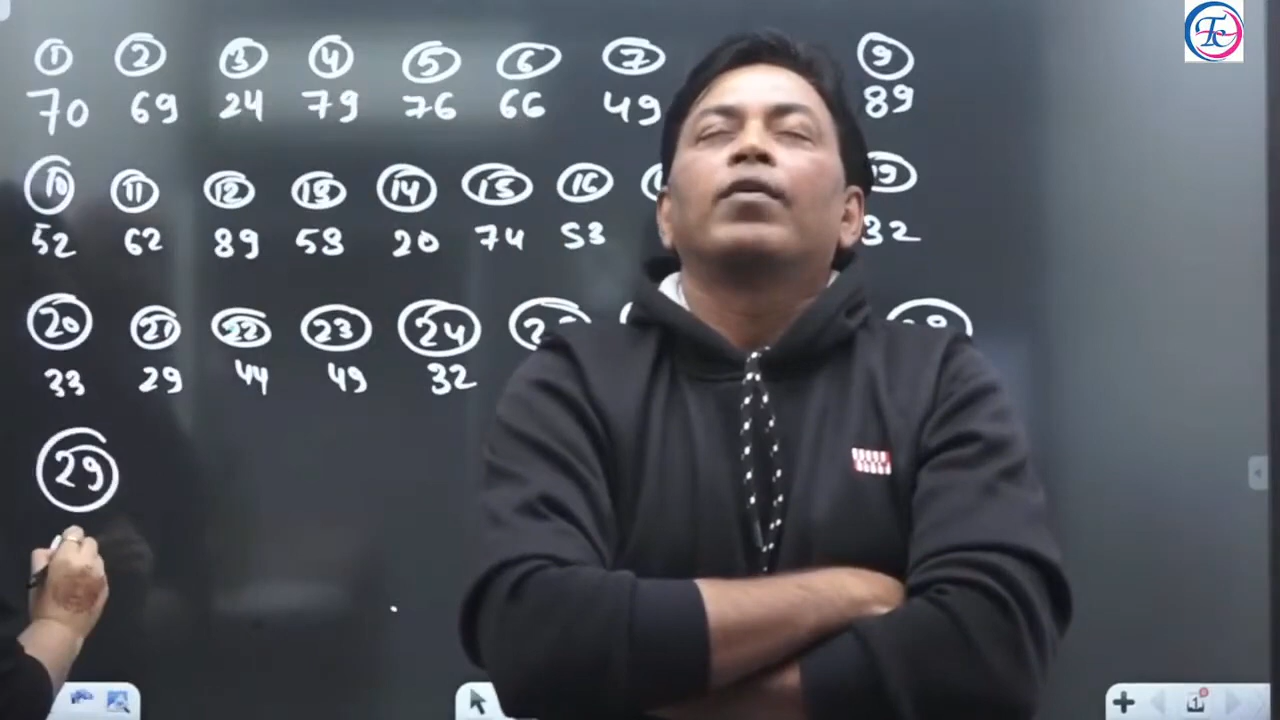 1 2 3 4 5 6 7 9
70 69 24 79 76 66 49 89
10 11 12 13 14 15 16 19
52 62 89 58 20 74 53 32
20 21 22 23 24
33 29 44 49 32
29
1